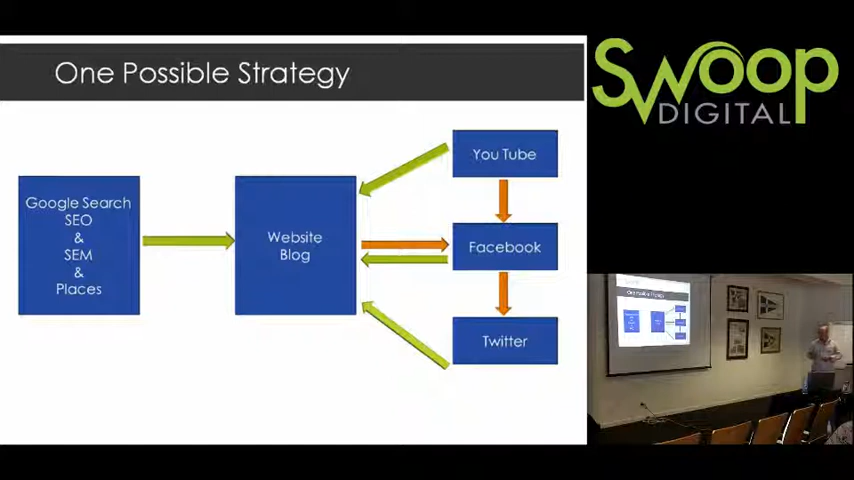 One Possible Strategy
Swoop
DIGITAL
Google Search
SEO
&
SEM
&
Places
Website
Blog
You Tube
Facebook
Twitter